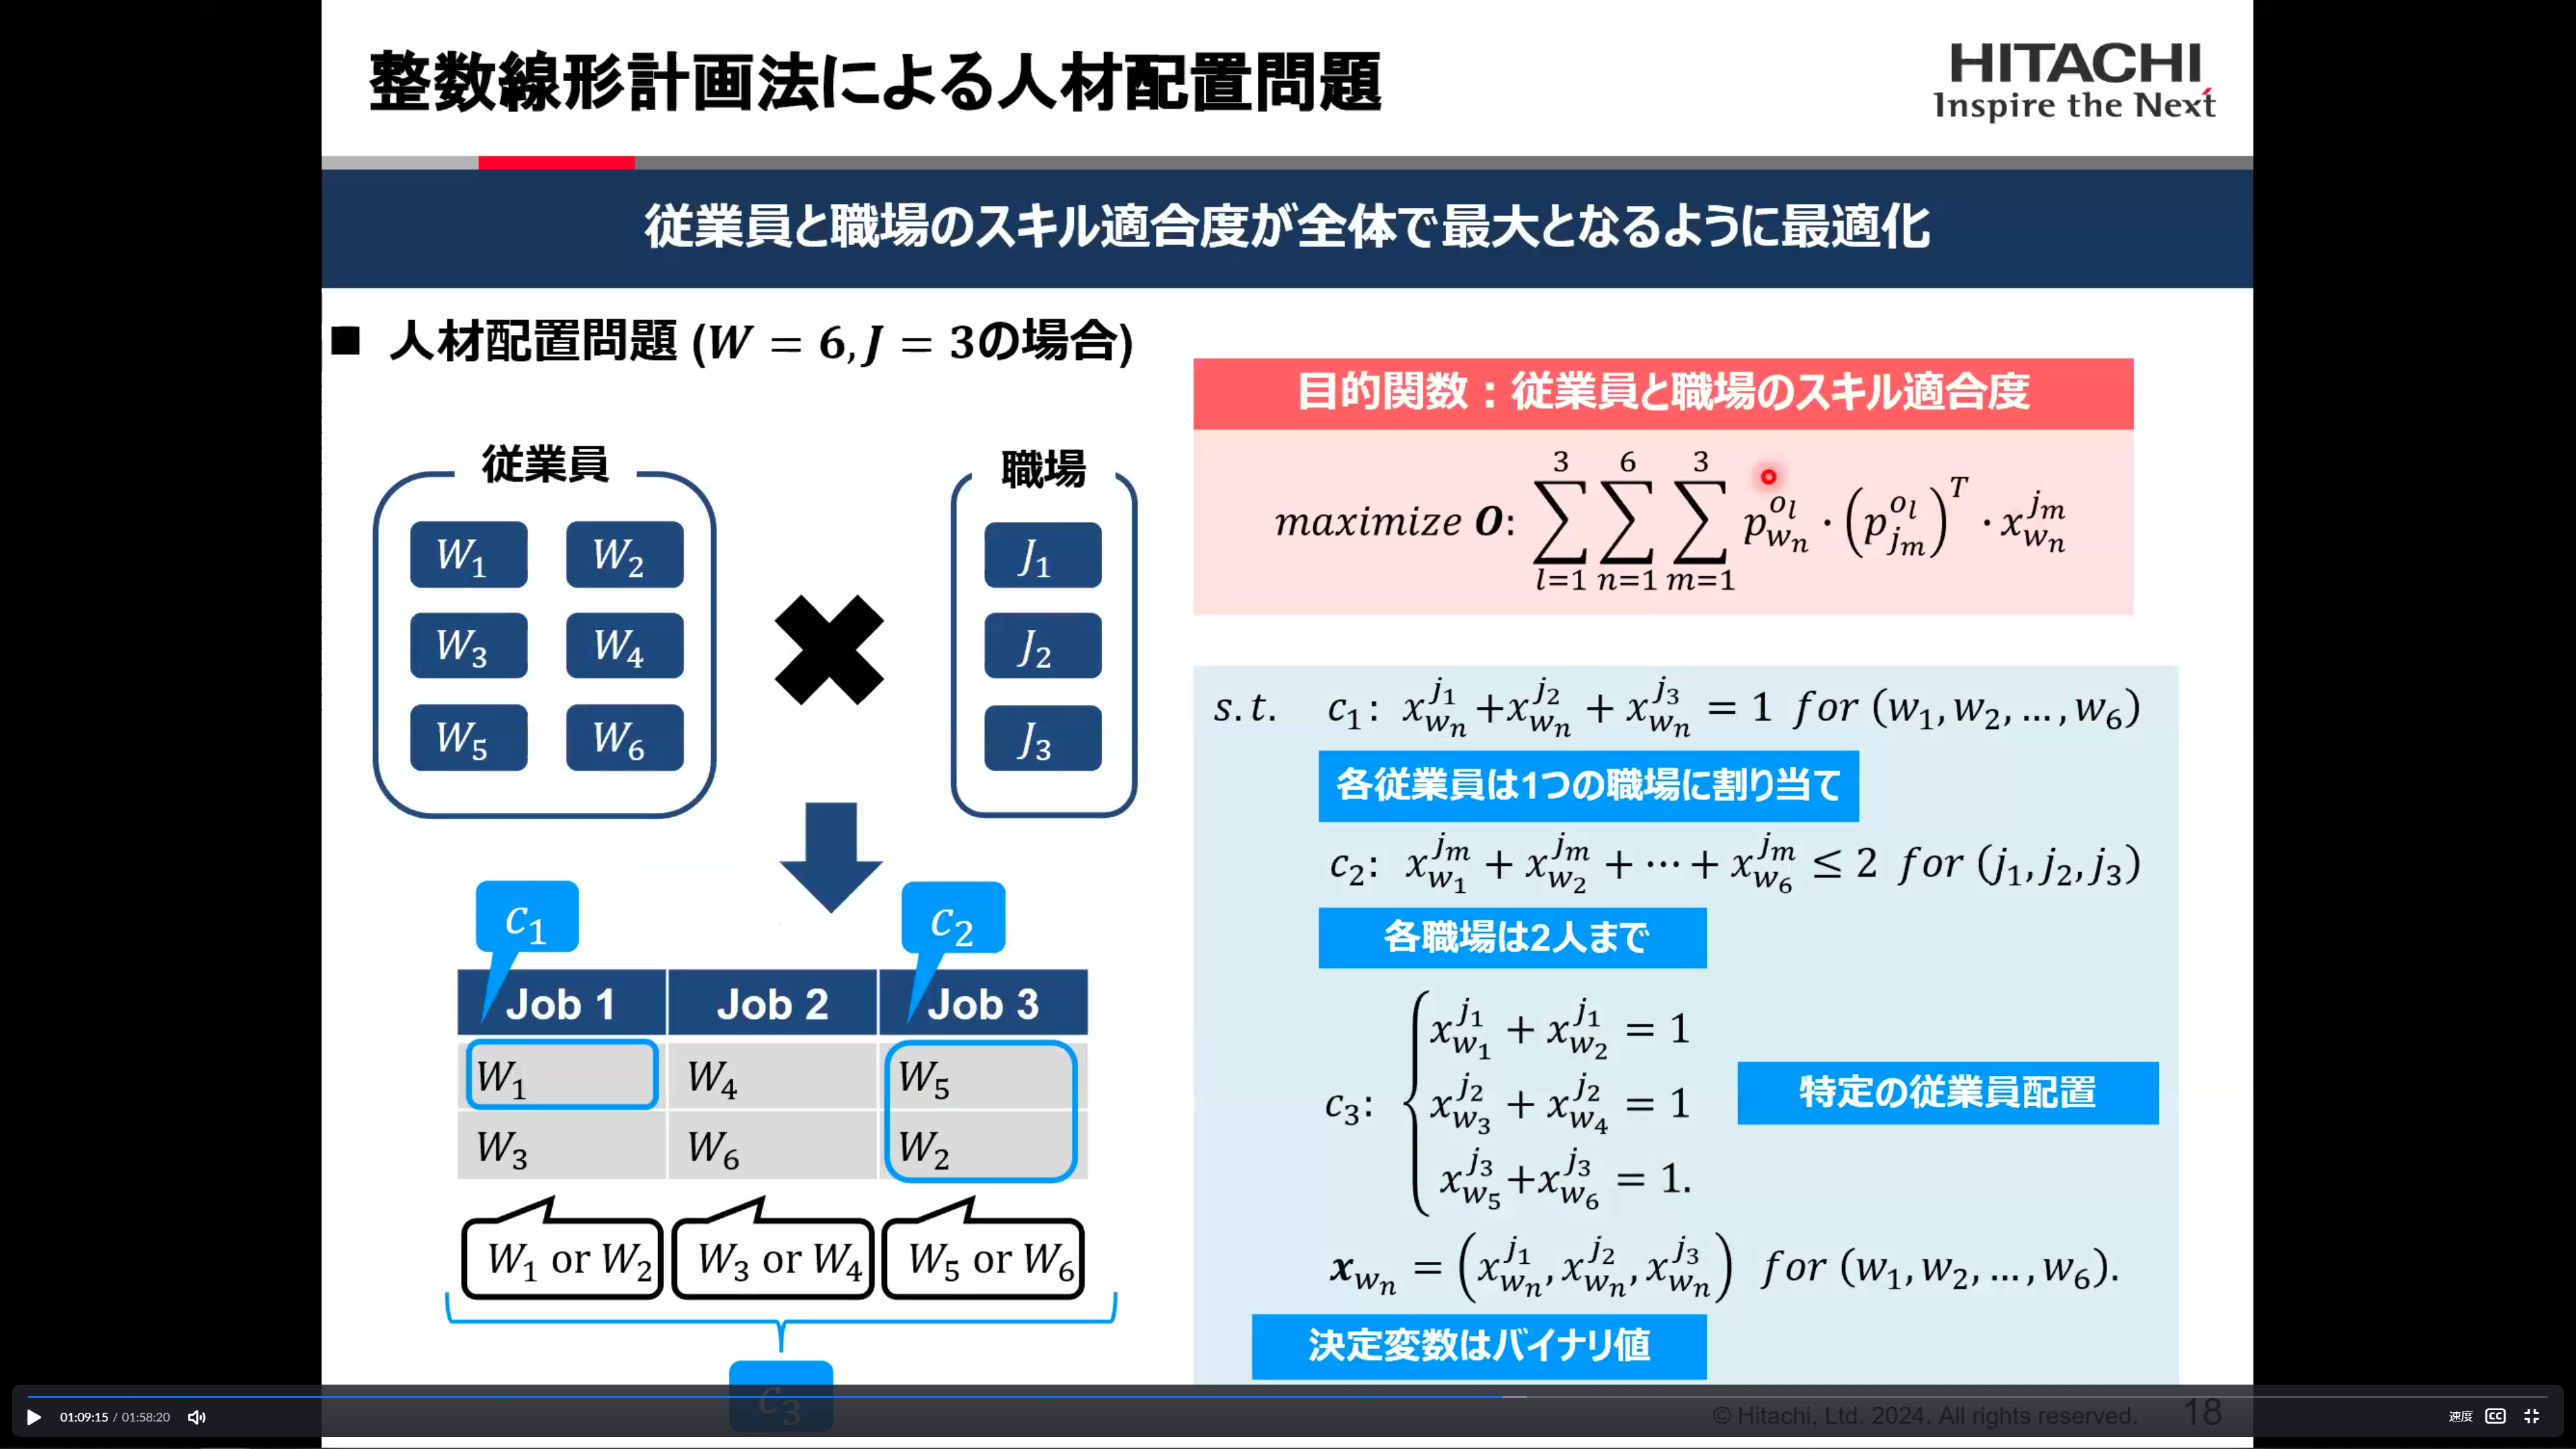 整数線形計画法による人材配置問題
HITACHI
Inspire the Next
従業員と職場のスキル適合度が全体で最大となるように最適化
■ 人材配置問題 (W = 6, J = 3の場合)
従業員
職場
W₁ W₂
W₃ W₄
W₅ W₆
J₁
J₂
J₃
c₁
c₂
Job 1 Job 2 Job 3
W₁ W₄ W₅
W₃ W₆ W₂
W₁ or W₂ W₃ or W₄ W₅ or W₆
c₃
目的関数：従業員と職場のスキル適合度
maximize O: ∑_{l=1}^{3} ∑_{n=1}^{6} ∑_{m=1}^{3} p_{w_n}^{o_l} · (p_{j_m}^{o_l})^T · x_{w_n}^{j_m}
s.t. c₁: x_{w_n}^{j_1} + x_{w_n}^{j_2} + x_{w_n}^{j_3} = 1 for (w₁, w₂, …, w₆)
各従業員は1つの職場に割り当て
c₂: x_{w_1}^{j_m} + x_{w_2}^{j_m} + ⋯ + x_{w_6}^{j_m} ≤ 2 for (j₁, j₂, j₃)
各職場は2人まで
c₃: { x_{w_1}^{j_1} + x_{w_2}^{j_1} = 1
x_{w_3}^{j_2} + x_{w_4}^{j_2} = 1
x_{w_5}^{j_3} + x_{w_6}^{j_3} = 1.
特定の従業員配置
x_{w_n} = (x_{w_n}^{j_1}, x_{w_n}^{j_2}, x_{w_n}^{j_3}) for (w₁, w₂, …, w₆).
決定変数はバイナリ値
© Hitachi, Ltd. 2024. All rights reserved. 18
01:09:15 / 01:58:20
速度
CC